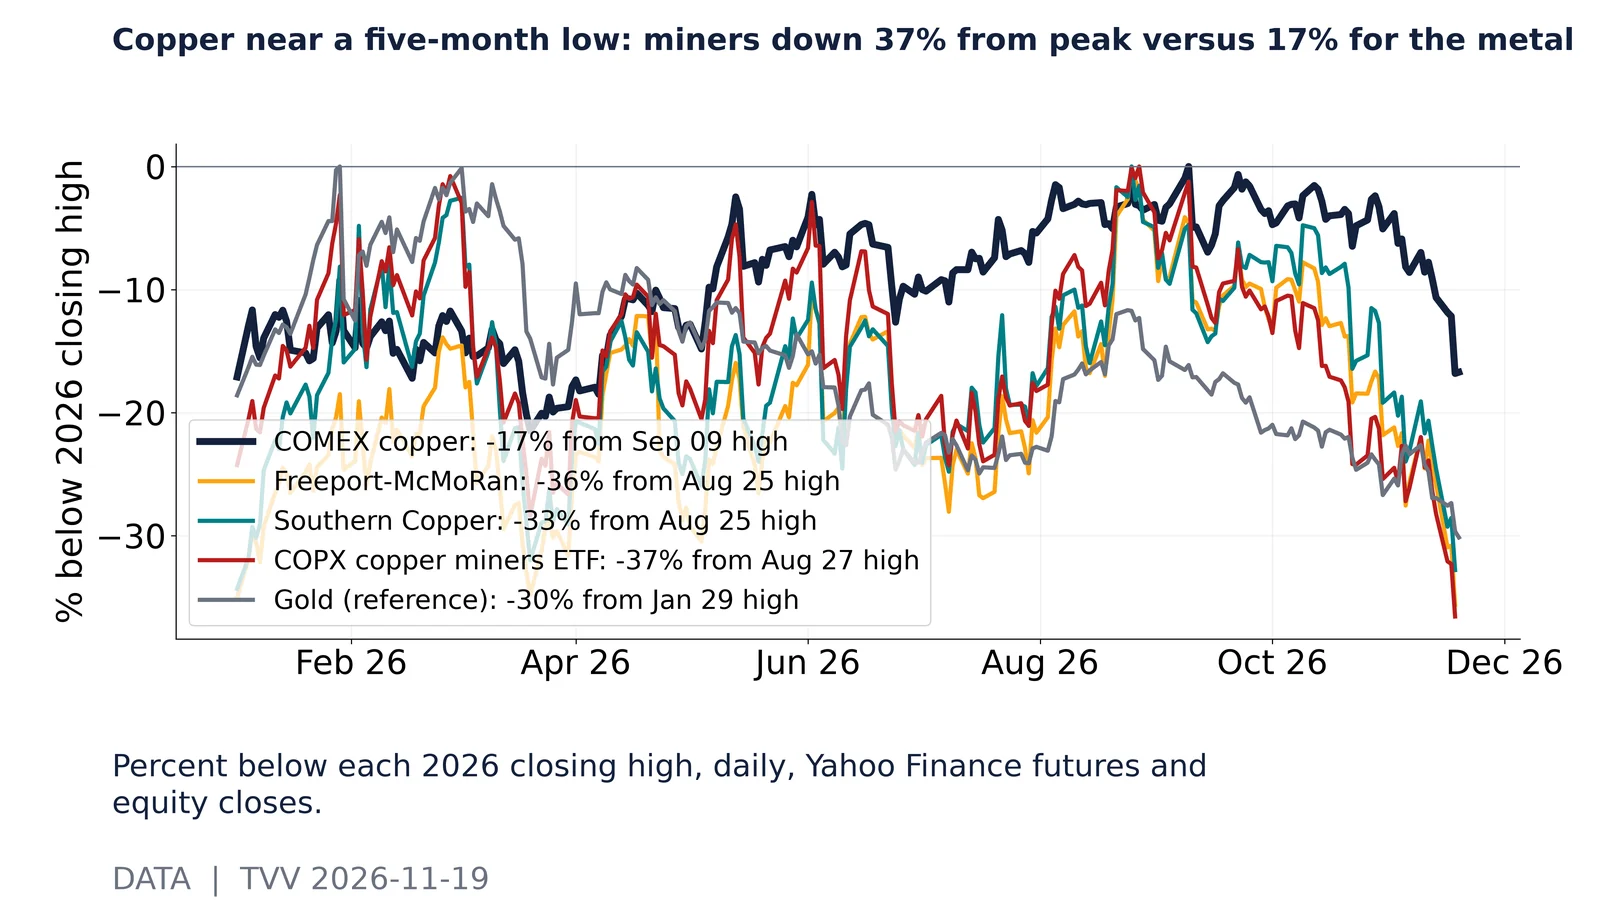 Copper near a five-month low: miners down 37% from peak versus 17% for the metal
% below 2026 closing high
0
−10
−20
−30
COMEX copper: -17% from Sep 09 high
Freeport-McMoRan: -36% from Aug 25 high
Southern Copper: -33% from Aug 25 high
COPX copper miners ETF: -37% from Aug 27 high
Gold (reference): -30% from Jan 29 high
Feb 26
Apr 26
Jun 26
Aug 26
Oct 26
Dec 26
Percent below each 2026 closing high, daily, Yahoo Finance futures and
equity closes.
DATA | TVV 2026-11-19